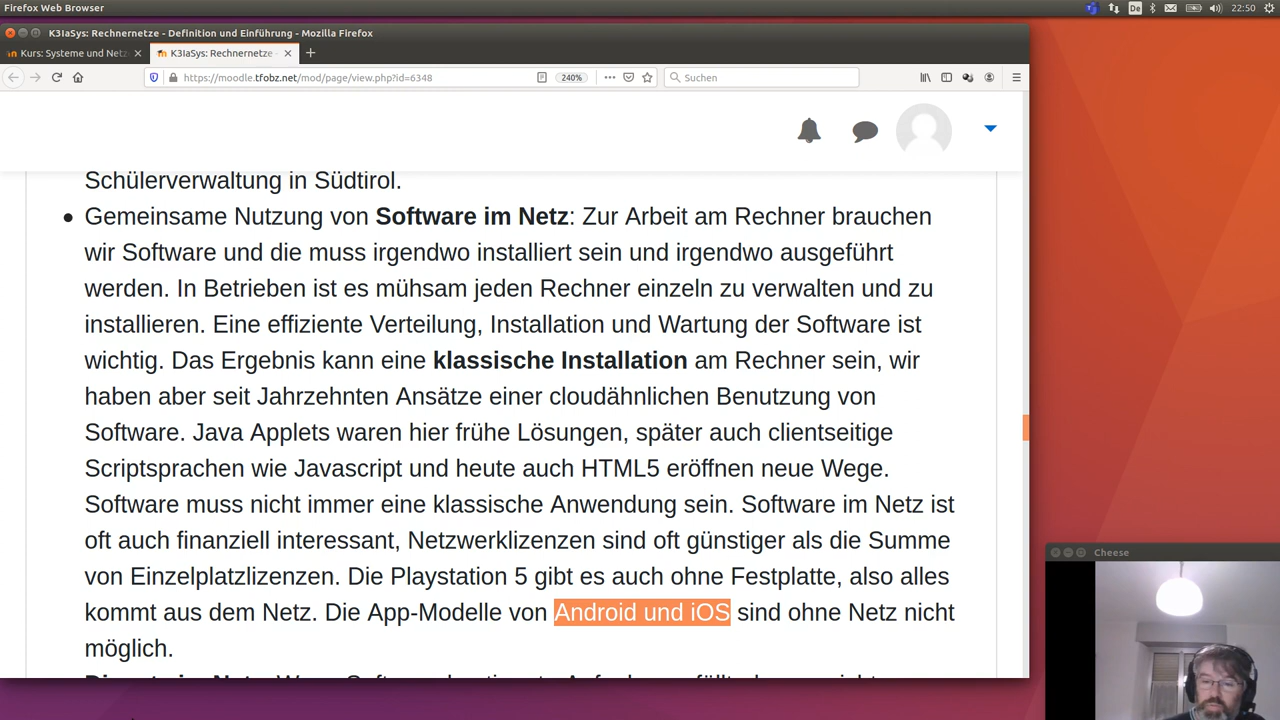 Firefox Web Browser
De
22:50
K3IaSys: Rechnernetze - Definition und Einführung - Mozilla Firefox
Kurs: Systeme und Netz
K3IaSys: Rechnernetze -
https://moodle.tfobz.net/mod/page/view.php?id=6348
240%
Suchen
Schülerverwaltung in Südtirol.
Gemeinsame Nutzung von Software im Netz: Zur Arbeit am Rechner brauchen
wir Software und die muss irgendwo installiert sein und irgendwo ausgeführt
werden. In Betrieben ist es mühsam jeden Rechner einzeln zu verwalten und zu
installieren. Eine effiziente Verteilung, Installation und Wartung der Software ist
wichtig. Das Ergebnis kann eine klassische Installation am Rechner sein, wir
haben aber seit Jahrzehnten Ansätze einer cloudähnlichen Benutzung von
Software. Java Applets waren hier frühe Lösungen, später auch clientseitige
Scriptsprachen wie Javascript und heute auch HTML5 eröffnen neue Wege.
Software muss nicht immer eine klassische Anwendung sein. Software im Netz ist
oft auch finanziell interessant, Netzwerklizenzen sind oft günstiger als die Summe
von Einzelplatzlizenzen. Die Playstation 5 gibt es auch ohne Festplatte, also alles
kommt aus dem Netz. Die App-Modelle von Android und iOS sind ohne Netz nicht
möglich.
Cheese